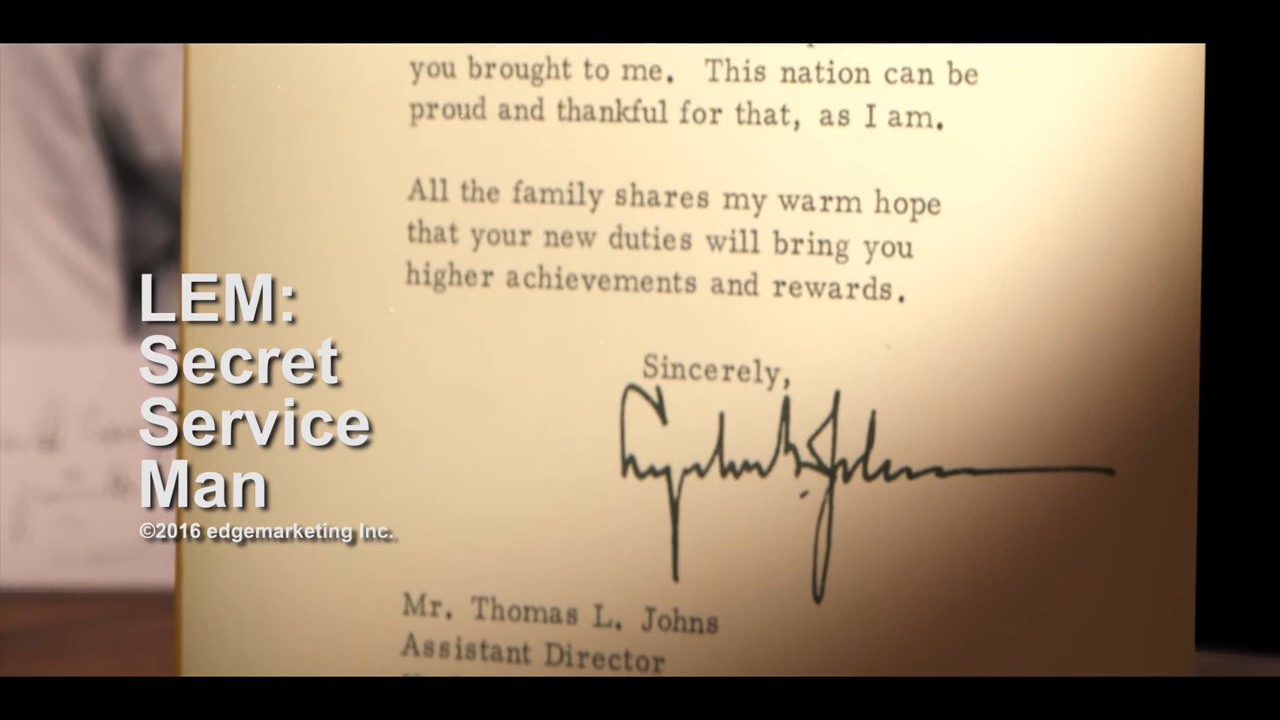 you brought to me. This nation can be
proud and thankful for that, as I am.
All the family shares my warm hope
that your new duties will bring you
higher achievements and rewards.
Sincerely,
Lyndon B. Johnson
Mr. Thomas L. Johns
Assistant Director
LEM:
Secret
Service
Man
©2016 edgemarketing Inc.